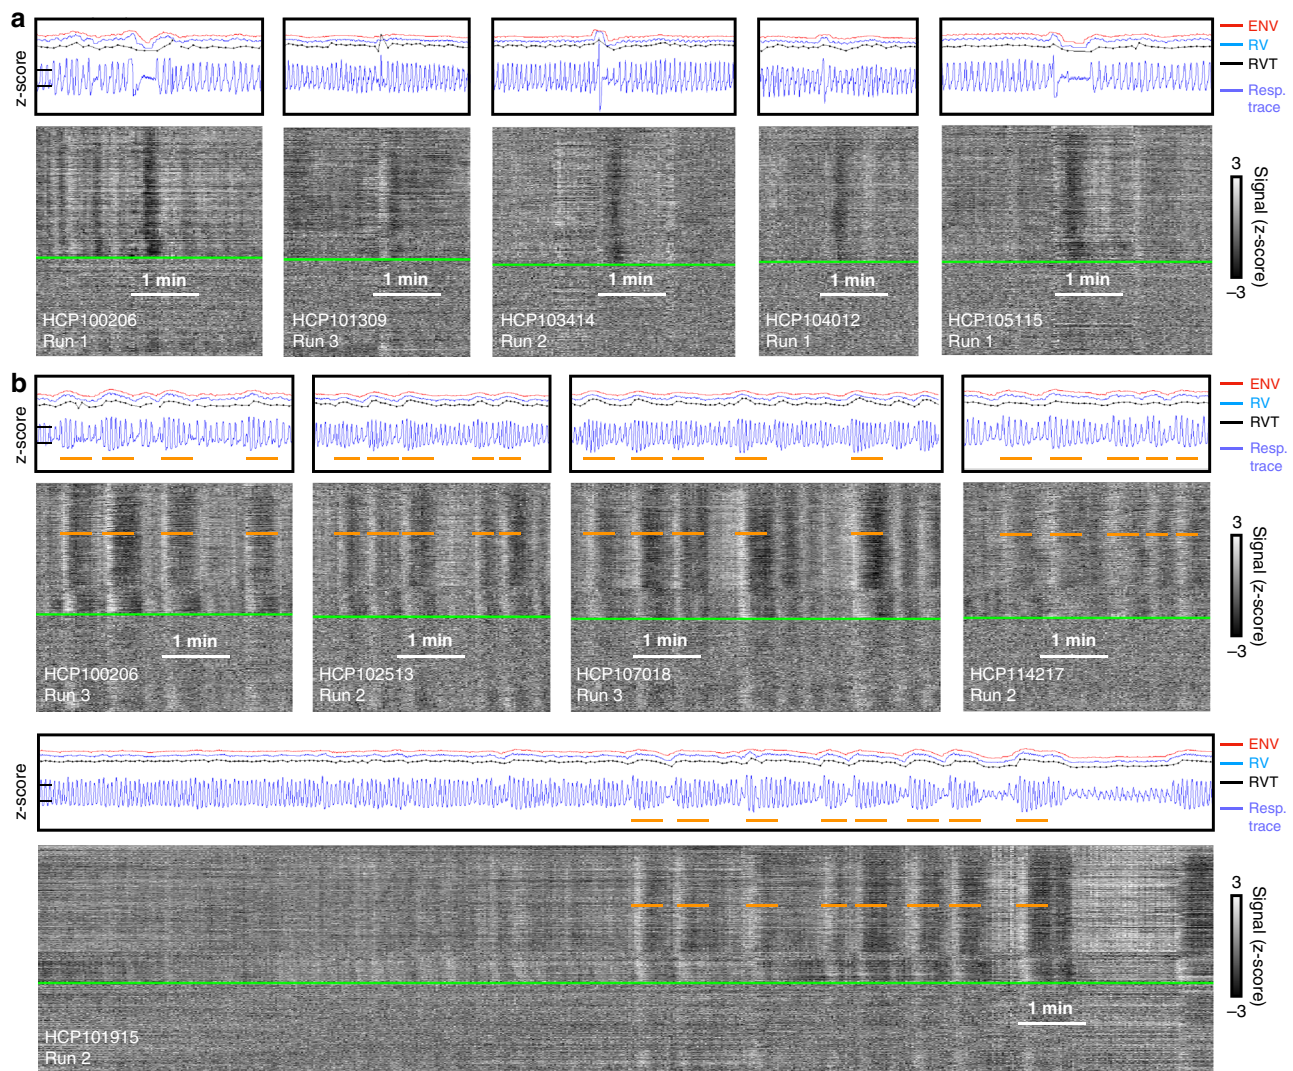 a
z-score
ENV
RV
RVT
Resp.
trace
1 min
HCP100206
Run 1
1 min
HCP101309
Run 3
1 min
HCP103414
Run 2
1 min
HCP104012
Run 1
1 min
HCP105115
Run 1
3
Signal (z-score)
–3
b
z-score
ENV
RV
RVT
Resp.
trace
1 min
HCP100206
Run 3
1 min
HCP102513
Run 2
1 min
HCP107018
Run 3
1 min
HCP114217
Run 2
3
Signal (z-score)
–3
z-score
ENV
RV
RVT
Resp.
trace
1 min
HCP101915
Run 2
3
Signal (z-score)
–3